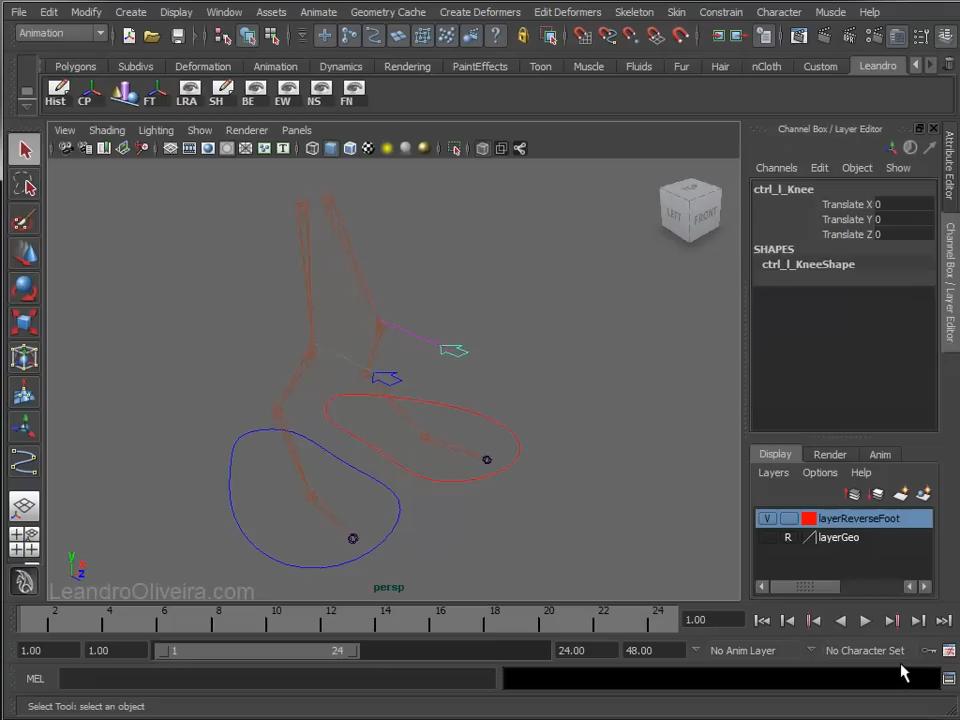 File Edit Modify Create Display Window Assets Animate Geometry Cache Create Deformers Edit Deformers Skeleton Skin Constrain Character Muscle Help
Animation
Polygons Subdivs Deformation Animation Dynamics Rendering PaintEffects Toon Muscle Fluids Fur Hair nCloth Custom Leandro
Hist CP FT LRA SH BE EW NS FN
View Shading Lighting Show Renderer Panels
Channel Box / Layer Editor
Channels Edit Object Show
ctrl_l_Knee
Translate X 0
Translate Y 0
Translate Z 0
SHAPES
ctrl_l_KneeShape
Attribute Editor
Channel Box / Layer Editor
TOP
LEFT FRONT
y
x
z
persp
LeandroOliveira.com
Display Render Anim
Layers Options Help
V layerReverseFoot
R layerGeo
2 4 6 8 10 12 14 16 18 20 22 24
1.00
1.00 1.00 1 24 24.00 48.00 No Anim Layer No Character Set
MEL
Select Tool: select an object